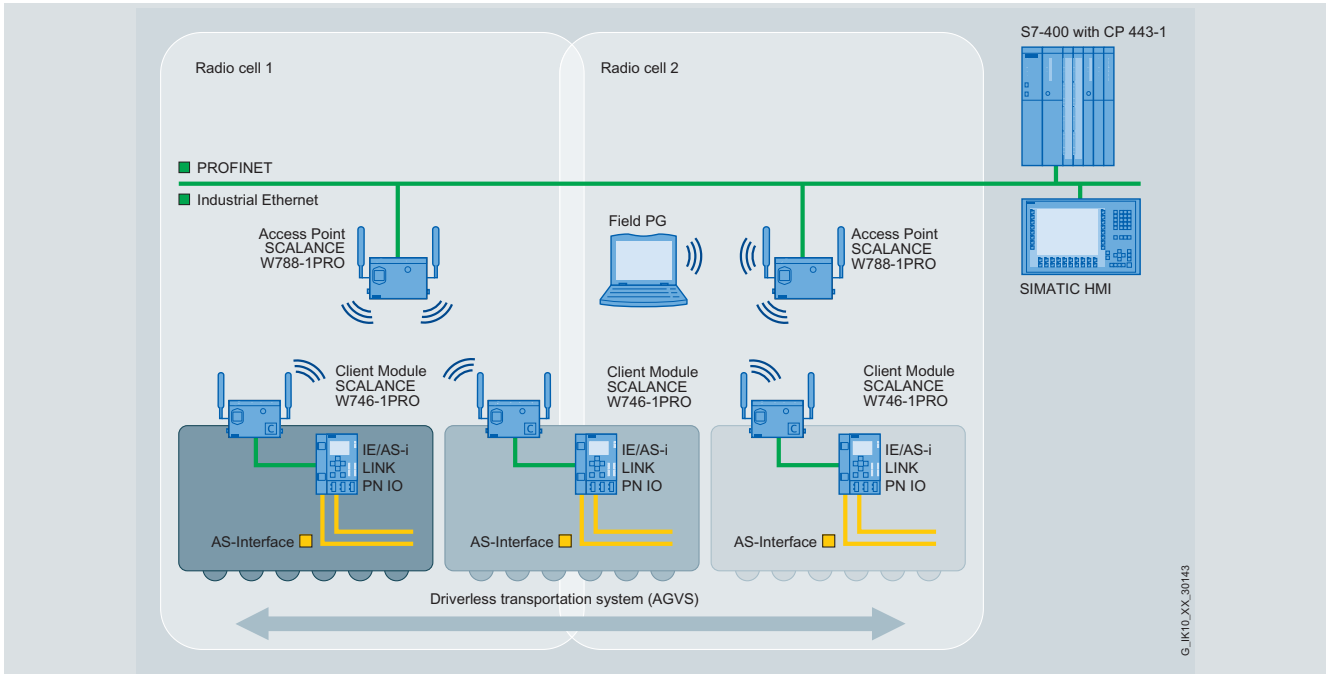 S7-400 with CP 443-1
Radio cell 1
Radio cell 2
PROFINET
Industrial Ethernet
Access Point
SCALANCE
W788-1PRO
Field PG
Access Point
SCALANCE
W788-1PRO
SIMATIC HMI
Client Module
SCALANCE
W746-1PRO
Client Module
SCALANCE
W746-1PRO
Client Module
SCALANCE
W746-1PRO
C
IE/AS-i
LINK
PN IO
AS-Interface
C
IE/AS-i
LINK
PN IO
AS-Interface
C
IE/AS-i
LINK
PN IO
AS-Interface
Driverless transportation system (AGVS)
G_IK10_XX_30143